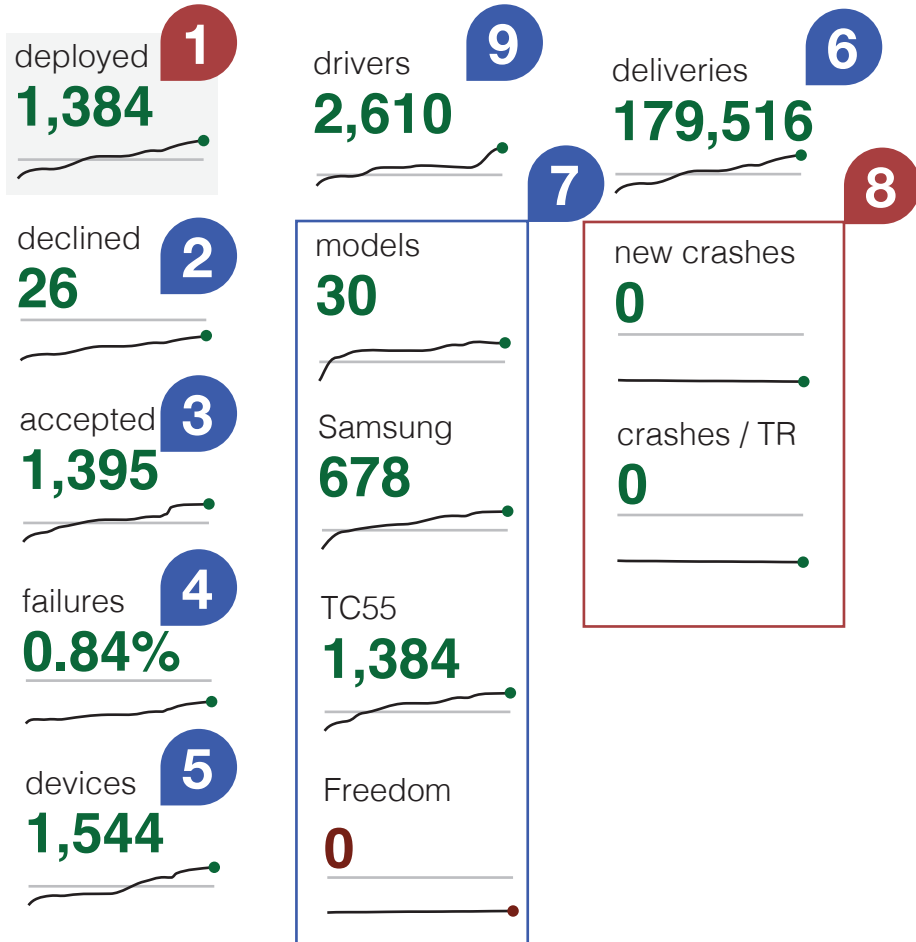 deployed
1
1,384
declined
2
26
accepted
3
1,395
failures
4
0.84%
devices
5
1,544
drivers
9
2,610
7
models
30
Samsung
678
TC55
1,384
Freedom
0
deliveries
6
179,516
8
new crashes
0
crashes / TR
0